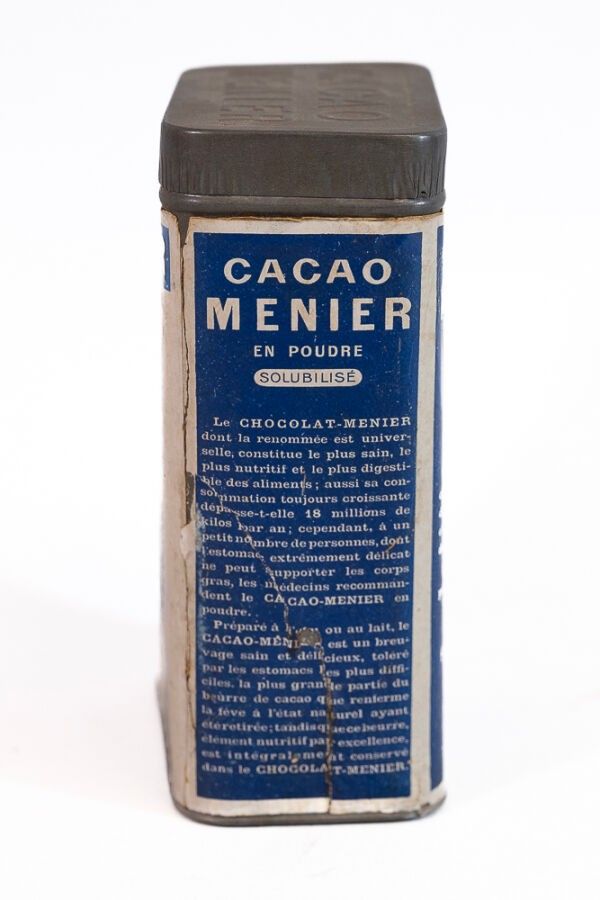 CACAO
MENIER
CACAO
MENIER
EN POUDRE
SOLUBILISÉ
Le CHOCOLAT-MENIER
dont la renommée est univer-
selle, constitue le plus sain, le
plus nutritif et le plus digesti-
ble des aliments; aussi sa con-
sommation toujours croissante
dépasse-t-elle 18 millions de
kilos par an; cependant, à un
petit nombre de personnes, dont
l'estomac extrêmement délicat
ne peut supporter les corps
gras, les médecins recomman-
dent le CACAO-MENIER en
poudre.
Préparé à l'eau ou au lait, le
CACAO-MENIER est un breu-
vage sain et délicieux, toléré
par les estomacs les plus diffi-
ciles. la plus grande partie du
beurre de cacao que renferme
la fève à l'état naturel ayant
été retirée; tandis que ce beurre,
élément nutritif par excellence,
est intégralement conservé
dans le CHOCOLAT-MENIER.